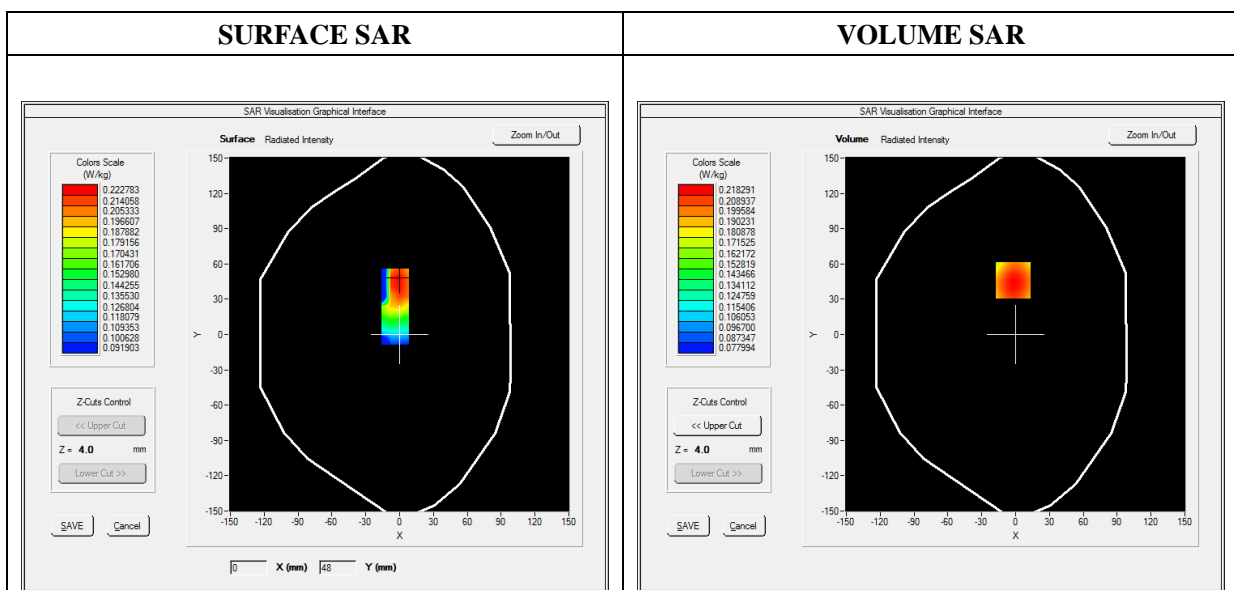 SURFACE SAR
VOLUME SAR
SAR Visualisation Graphical Interface
Surface Radiated Intensity
Zoom In/Out
Colors Scale
(W/kg)
0.222783
0.214058
0.205333
0.196607
0.187882
0.179156
0.170431
0.161706
0.152980
0.144255
0.135530
0.126804
0.118079
0.109353
0.100628
0.091903
Z-Cuts Control
<< Upper Cut
Z = 4.0 mm
Lower Cut >>
SAVE Cancel
150
120
90
60
30
0
-30
-60
-90
-120
-150
Y
-150 -120 -90 -60 -30 0 30 60 90 120 150
X
0 X (mm) 48 Y (mm)
SAR Visualisation Graphical Interface
Volume Radiated Intensity
Zoom In/Out
Colors Scale
(W/kg)
0.218291
0.208937
0.199584
0.190231
0.180878
0.171525
0.162172
0.152819
0.143466
0.134112
0.124759
0.115406
0.106053
0.096700
0.087347
0.077994
Z-Cuts Control
<< Upper Cut
Z = 4.0 mm
Lower Cut >>
SAVE Cancel
150
120
90
60
30
0
-30
-60
-90
-120
-150
Y
-150 -120 -90 -60 -30 0 30 60 90 120 150
X